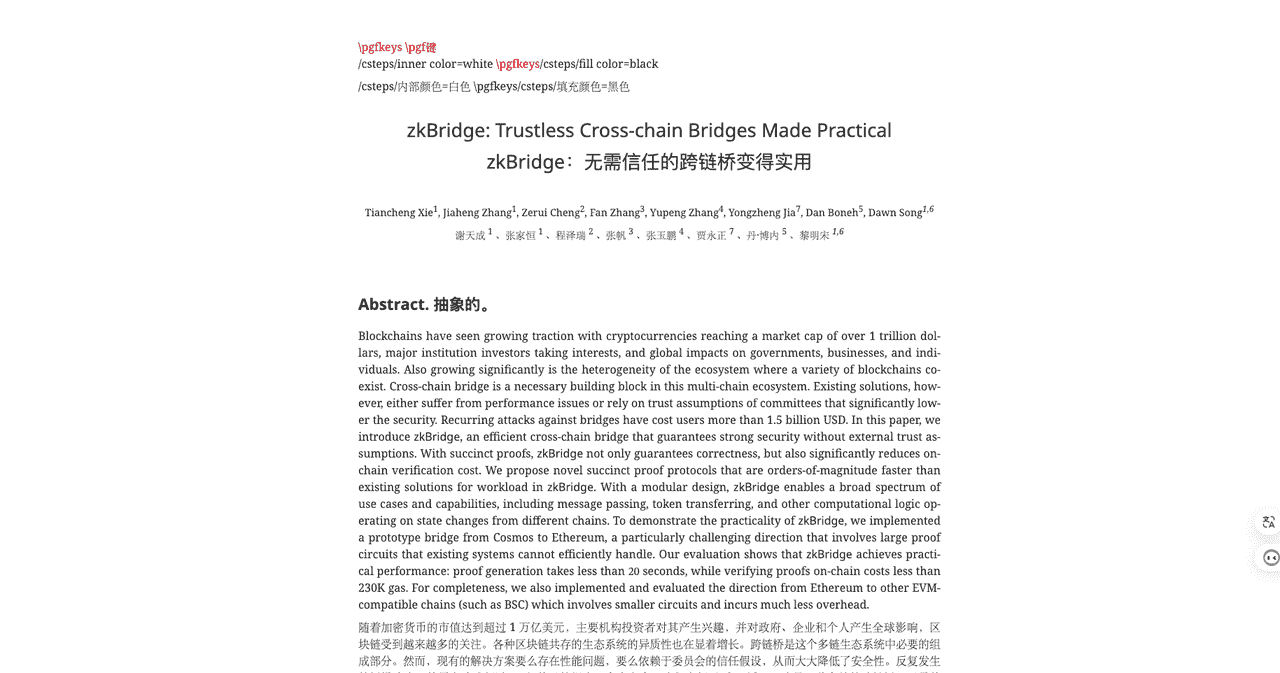 \pgfkeys \pgf键
/csteps/inner color=white \pgfkeys/csteps/fill color=black
/csteps/内部颜色=白色 \pgfkeys/csteps/填充颜色=黑色
zkBridge: Trustless Cross-chain Bridges Made Practical
zkBridge：无需信任的跨链桥变得实用
Tiancheng Xie1, Jiaheng Zhang1, Zerui Cheng2, Fan Zhang3, Yupeng Zhang4, Yongzheng Jia7, Dan Boneh5, Dawn Song1,6
谢天成 1 、张家恒 1 、程泽瑞 2 、张帆 3 、张玉鹏 4 、贾永正 7 、丹·博内 5 、黎明宋 1,6
Abstract. 抽象的。
Blockchains have seen growing traction with cryptocurrencies reaching a market cap of over 1 trillion dol-
lars, major institution investors taking interests, and global impacts on governments, businesses, and indi-
viduals. Also growing significantly is the heterogeneity of the ecosystem where a variety of blockchains co-
exist. Cross-chain bridge is a necessary building block in this multi-chain ecosystem. Existing solutions, how-
ever, either suffer from performance issues or rely on trust assumptions of committees that significantly low-
er the security. Recurring attacks against bridges have cost users more than 1.5 billion USD. In this paper, we
introduce zkBridge, an efficient cross-chain bridge that guarantees strong security without external trust as-
sumptions. With succinct proofs, zkBridge not only guarantees correctness, but also significantly reduces on-
chain verification cost. We propose novel succinct proof protocols that are orders-of-magnitude faster than
existing solutions for workload in zkBridge. With a modular design, zkBridge enables a broad spectrum of
use cases and capabilities, including message passing, token transferring, and other computational logic op-
erating on state changes from different chains. To demonstrate the practicality of zkBridge, we implemented
a prototype bridge from Cosmos to Ethereum, a particularly challenging direction that involves large proof
circuits that existing systems cannot efficiently handle. Our evaluation shows that zkBridge achieves practi-
cal performance: proof generation takes less than 20 seconds, while verifying proofs on-chain costs less than
230K gas. For completeness, we also implemented and evaluated the direction from Ethereum to other EVM-
compatible chains (such as BSC) which involves smaller circuits and incurs much less overhead.
随着加密货币的市值达到超过 1 万亿美元，主要机构投资者对其产生兴趣，并对政府、企业和个人产生全球影响，区
块链受到越来越多的关注。各种区块链共存的生态系统的异质性也在显着增长。跨链桥是这个多链生态系统中必要的组
成部分。然而，现有的解决方案要么存在性能问题，要么依赖于委员会的信任假设，从而大大降低了安全性。反复发生